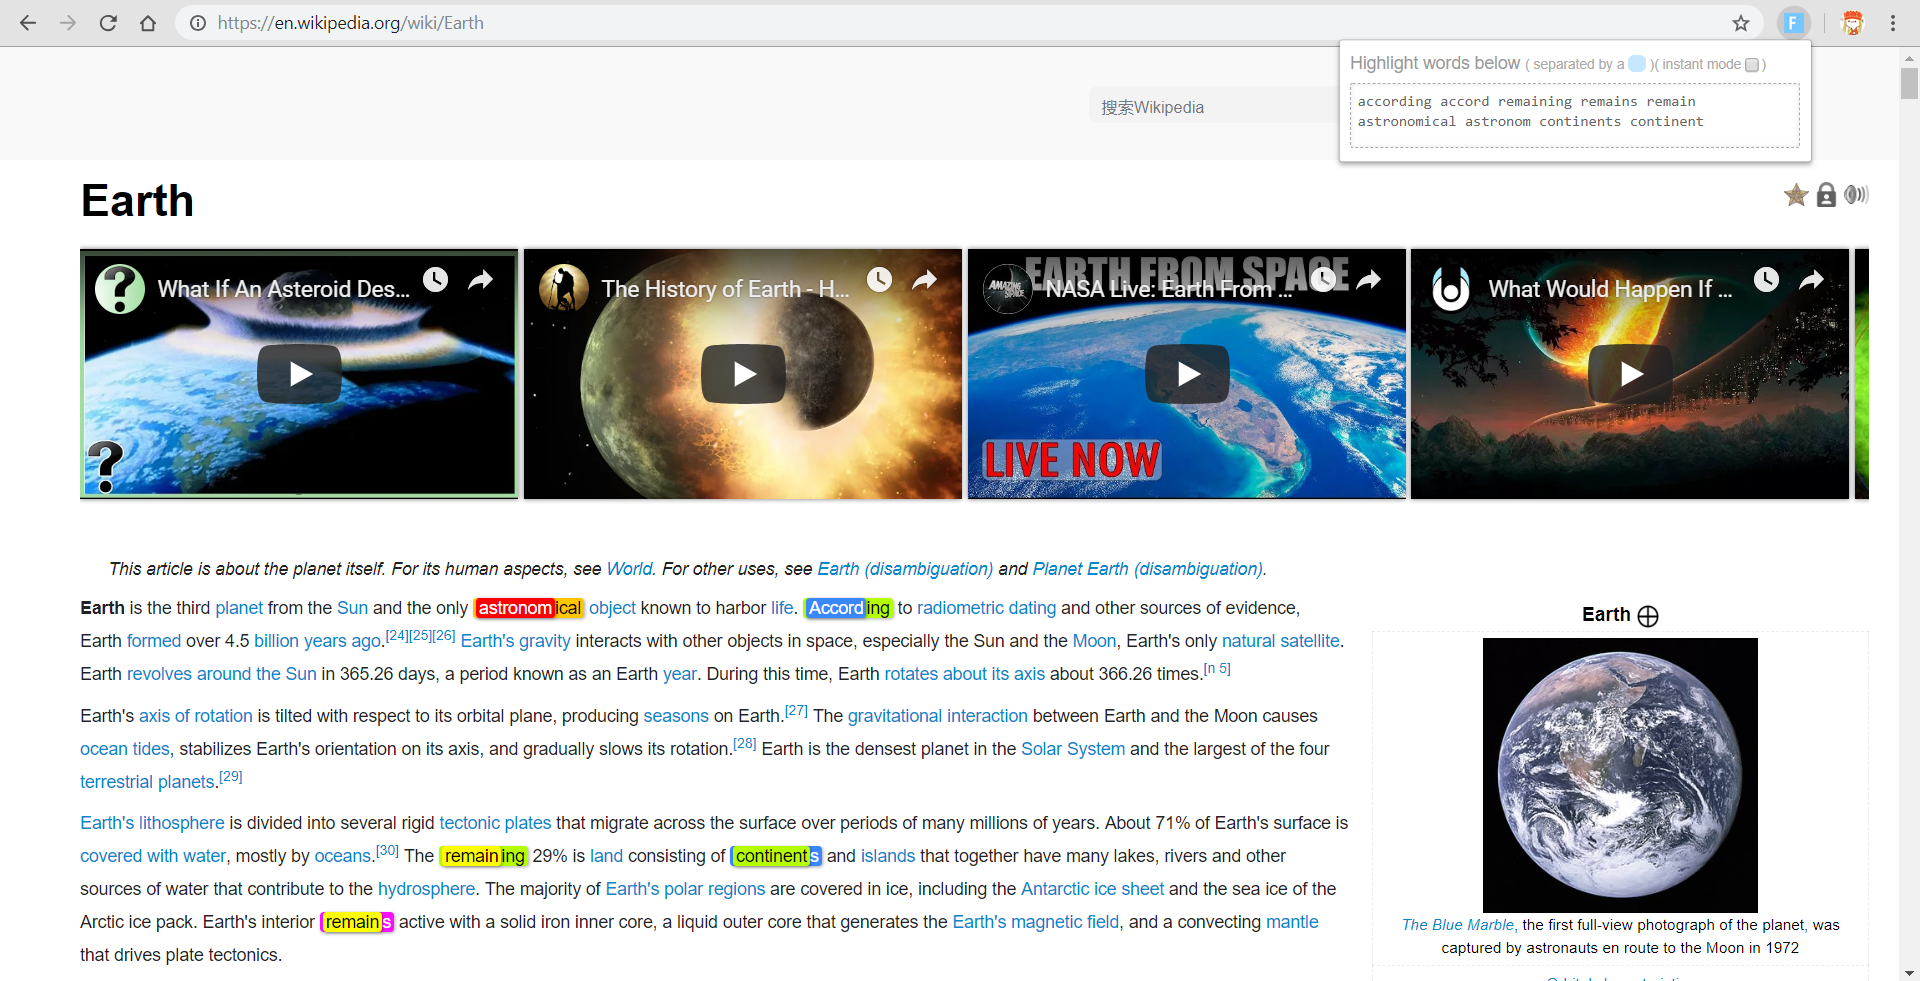 https://en.wikipedia.org/wiki/Earth
F
Highlight words below ( separated by a )( instant mode )
according accord remaining remains remain
astronomical astronom continents continent
搜索Wikipedia
Earth
What If An Asteroid Des...
The History of Earth - H...
EARTH FROM SPACE
AMAZING SPACE
NASA Live: Earth From ...
LIVE NOW
What Would Happen If ...
This article is about the planet itself. For its human aspects, see World. For other uses, see Earth (disambiguation) and Planet Earth (disambiguation).
Earth is the third planet from the Sun and the only astronomical object known to harbor life. According to radiometric dating and other sources of evidence,
Earth formed over 4.5 billion years ago.[24][25][26] Earth's gravity interacts with other objects in space, especially the Sun and the Moon, Earth's only natural satellite.
Earth revolves around the Sun in 365.26 days, a period known as an Earth year. During this time, Earth rotates about its axis about 366.26 times.[n 5]
Earth's axis of rotation is tilted with respect to its orbital plane, producing seasons on Earth.[27] The gravitational interaction between Earth and the Moon causes
ocean tides, stabilizes Earth's orientation on its axis, and gradually slows its rotation.[28] Earth is the densest planet in the Solar System and the largest of the four
terrestrial planets.[29]
Earth's lithosphere is divided into several rigid tectonic plates that migrate across the surface over periods of many millions of years. About 71% of Earth's surface is
covered with water, mostly by oceans.[30] The remaining 29% is land consisting of continents and islands that together have many lakes, rivers and other
sources of water that contribute to the hydrosphere. The majority of Earth's polar regions are covered in ice, including the Antarctic ice sheet and the sea ice of the
Arctic ice pack. Earth's interior remains active with a solid iron inner core, a liquid outer core that generates the Earth's magnetic field, and a convecting mantle
that drives plate tectonics.
Earth
The Blue Marble, the first full-view photograph of the planet, was
captured by astronauts en route to the Moon in 1972